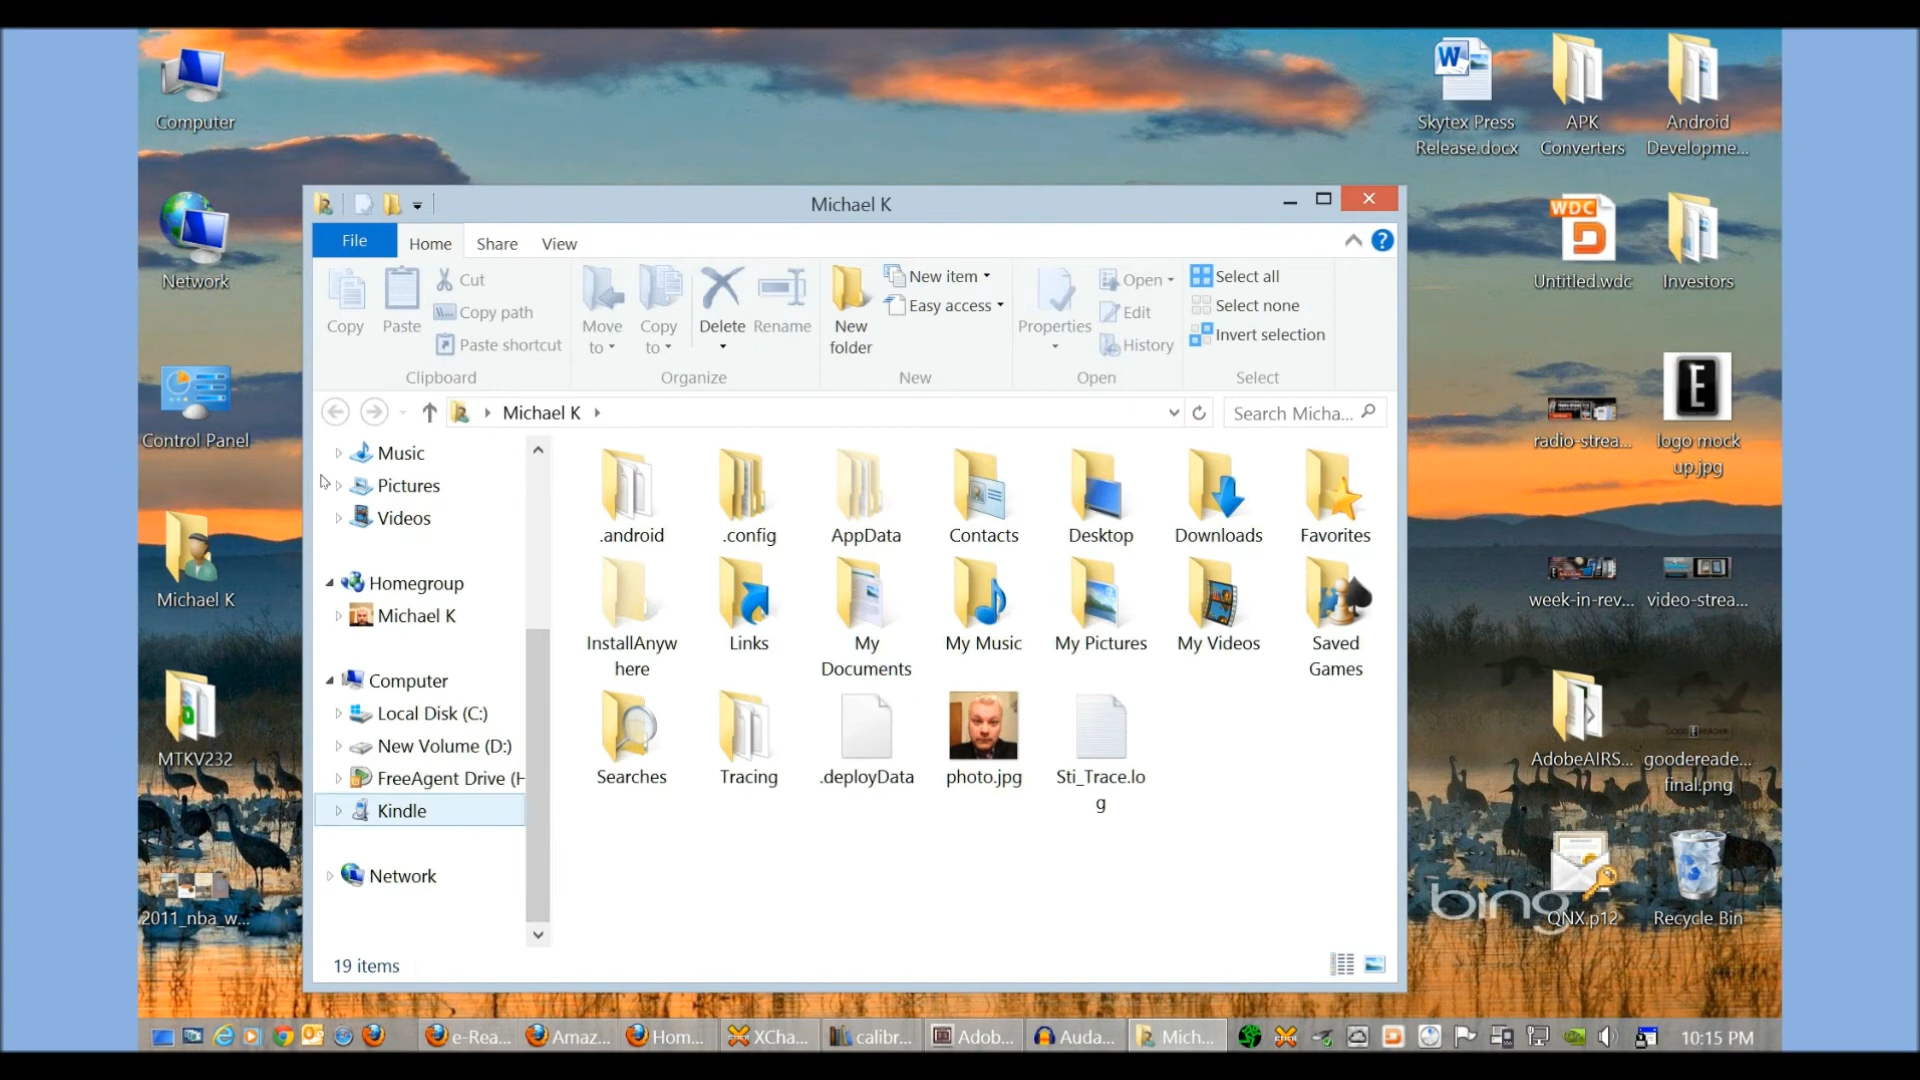 Computer
Network
Control Panel
Michael K
MTKV232
2011_nba_w...
W
Skytex Press
Release.docx
APK
Converters
Android
Developme...
WDC
Untitled.wdc
Investors
radio-strea...
E
logo mock
up.jpg
week-in-rev...
video-strea...
AdobeAIRS...
GOOD READER
goodereade...
final.png
bing
QNX.p12
Recycle Bin
Michael K
File
Home
Share
View
Copy
Paste
Cut
Copy path
Paste shortcut
Clipboard
Move
to
Copy
to
Delete
Rename
Organize
New
folder
New item
Easy access
New
Properties
Open
Edit
History
Open
Select all
Select none
Invert selection
Select
Michael K
Search Micha...
Music
Pictures
Videos
Homegroup
Michael K
Computer
Local Disk (C:)
New Volume (D:)
FreeAgent Drive (H
Kindle
Network
.android
.config
AppData
Contacts
Desktop
Downloads
Favorites
InstallAnyw
here
Links
My
Documents
My Music
My Pictures
My Videos
Saved
Games
Searches
Tracing
.deployData
photo.jpg
Sti_Trace.lo
g
19 items
e-Rea...
Amaz...
Hom...
XCha...
calibr...
Adob...
Auda...
Mich...
10:15 PM